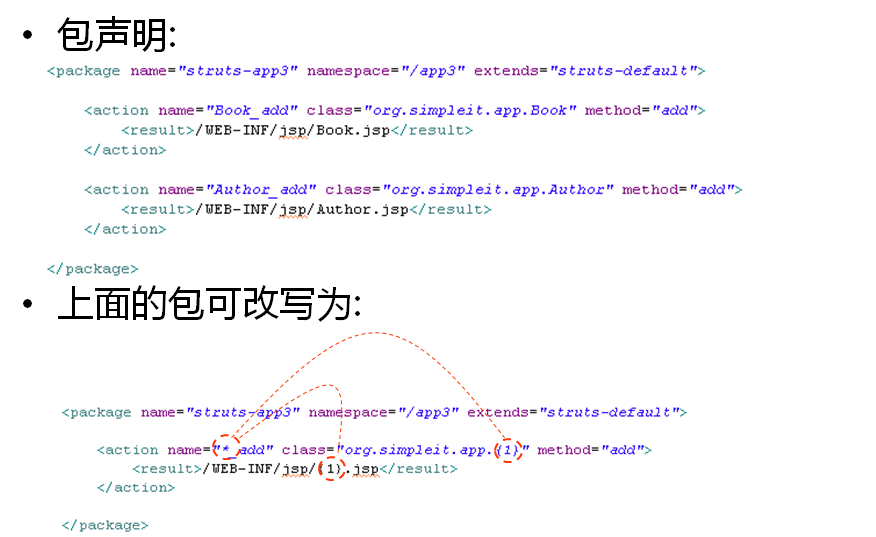 • 包声明:
<package name="struts-app3" namespace="/app3" extends="struts-default">
<action name="Book_add" class="org.simpleit.app.Book" method="add">
<result>/WEB-INF/jsp/Book.jsp</result>
</action>
<action name="Author_add" class="org.simpleit.app.Author" method="add">
<result>/WEB-INF/jsp/Author.jsp</result>
</action>
</package>
• 上面的包可改写为:
<package name="struts-app3" namespace="/app3" extends="struts-default">
<action name="*_add" class="org.simpleit.app.{1}" method="add">
<result>/WEB-INF/jsp/{1}.jsp</result>
</action>
</package>